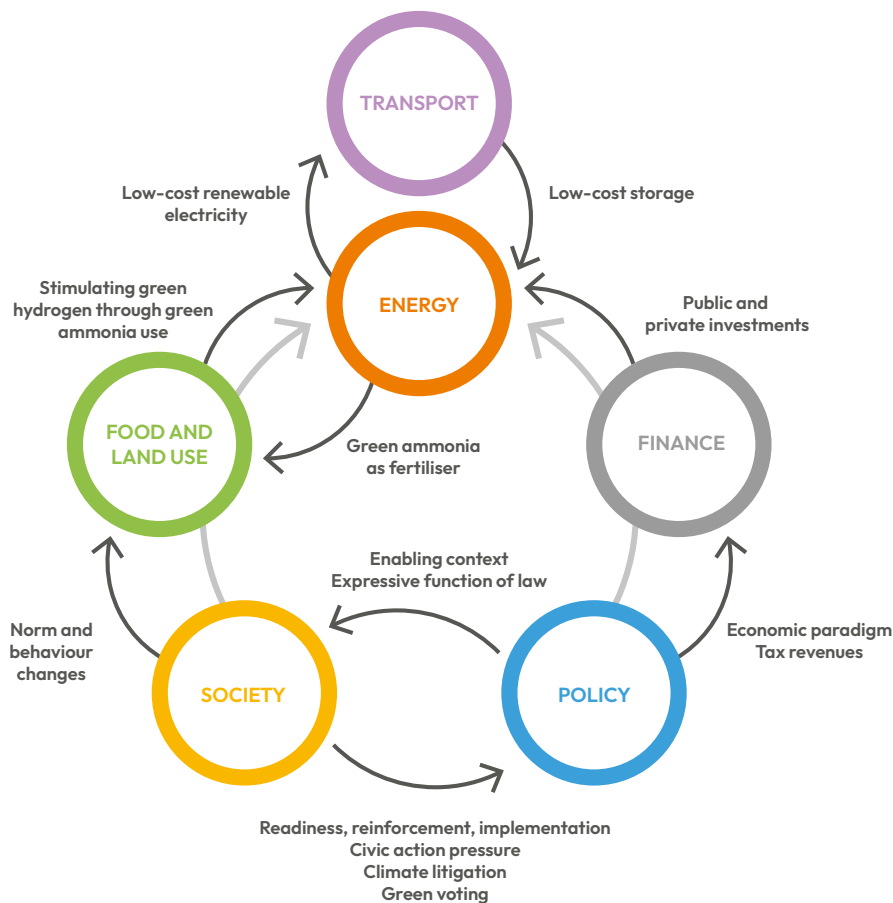 TRANSPORT
Low-cost renewable
electricity
Low-cost storage
Stimulating green
hydrogen through green
ammonia use
ENERGY
Public and
private investments
FOOD AND
LAND USE
Green ammonia
as fertiliser
FINANCE
Enabling context
Expressive function of law
Norm and
behaviour
changes
Economic paradigm
Tax revenues
SOCIETY
POLICY
Readiness, reinforcement, implementation
Civic action pressure
Climate litigation
Green voting